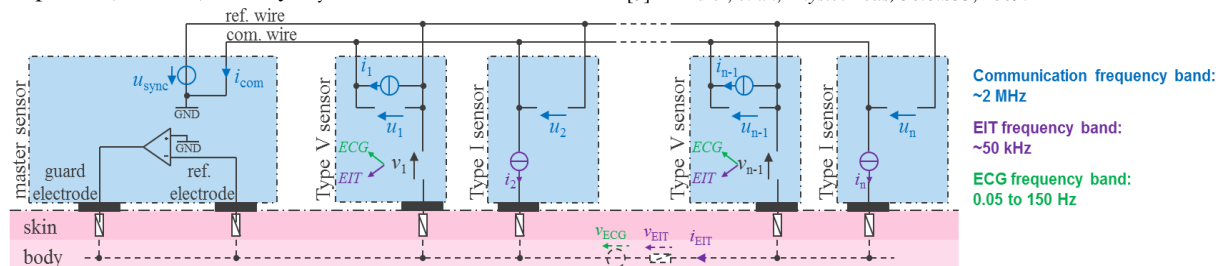 ref. wire
com. wire
master sensor
u_sync
i_com
GND
GND
guard
electrode
ref.
electrode
Type V sensor
i_1
u_1
ECG
EIT
v_1
Type I sensor
u_2
i_2
Type V sensor
i_n-1
u_n-1
ECG
EIT
v_n-1
Type I sensor
u_n
i_n
Communication frequency band:
~2 MHz
EIT frequency band:
~50 kHz
ECG frequency band:
0.05 to 150 Hz
skin
body
v_ECG
v_EIT
i_EIT